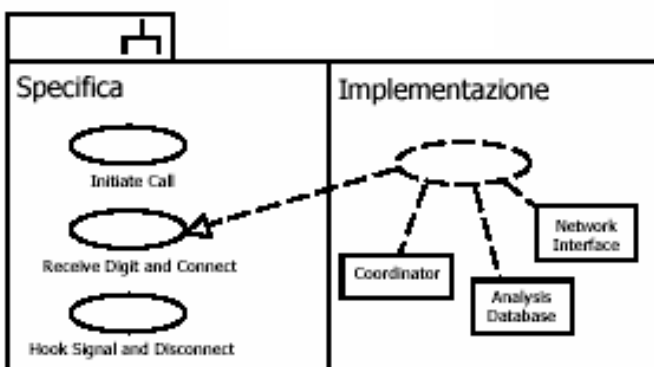 Specifica
Implementazione
Initiate Call
Receive Digit and Connect
Hook Signal and Disconnect
Coordinator
Analysis
Database
Network
Interface